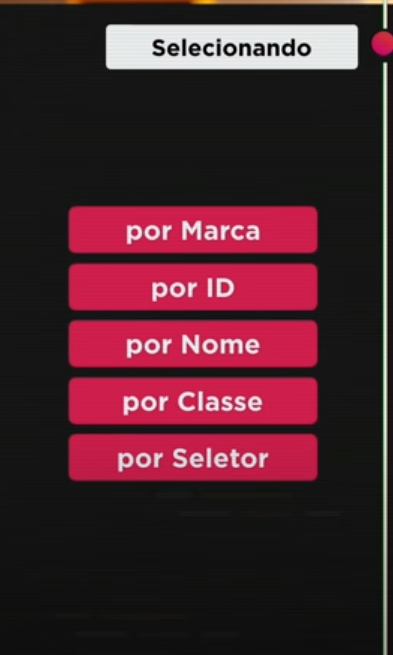 Selecionando
por Marca
por ID
por Nome
por Classe
por Seletor